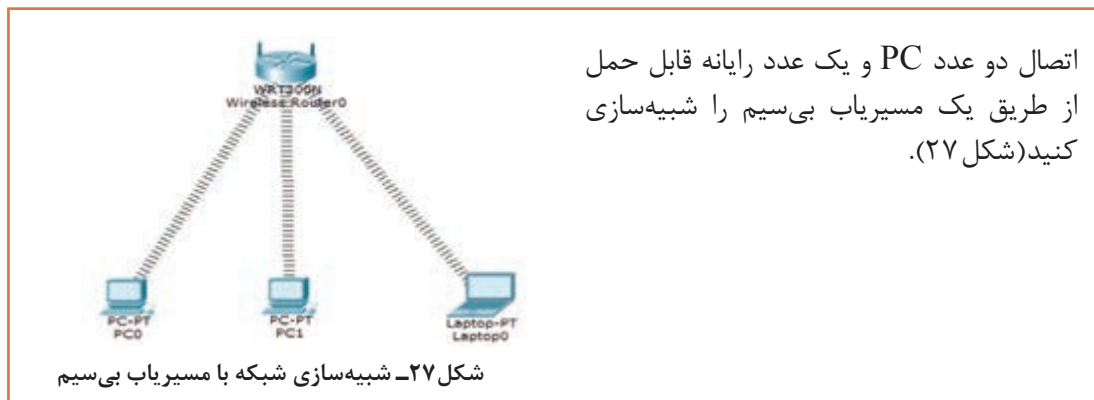 اتصال دو عدد PC و یک عدد رایانه قابل حمل
از طریق یک مسیریاب بی‌سیم را شبیه‌سازی
کنید(شکل ۲۷).
WRT300N
Wireless Router0
PC-PT
PC0
PC-PT
PC1
Laptop-PT
Laptop0
شکل ۲۷ـ شبیه‌سازی شبکه با مسیریاب بی‌سیم